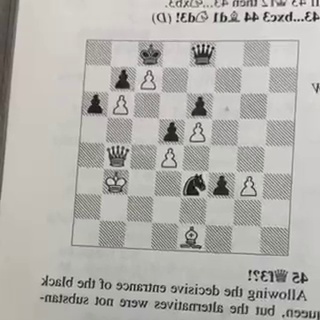 43...bxc3 44 ♗d1 ♘d3! (D)
W
45 ♕f3?!
Allowing the decisive entrance of the black
queen, but the alternatives were not substan-